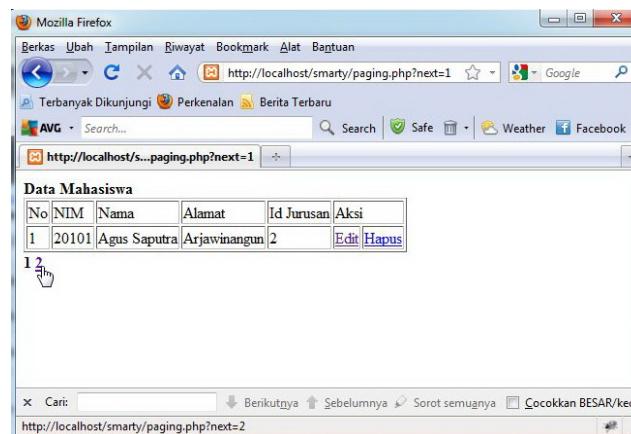 Mozilla Firefox
Berkas Ubah Tampilan Riwayat Bookmark Alat Bantuan
http://localhost/smarty/paging.php?next=1 Google
Terbanyak Dikunjungi Perkenalan Berita Terbaru
AVG Search... Search Safe Weather Facebook
http://localhost/s...paging.php?next=1
Data Mahasiswa
No NIM Nama Alamat Id Jurusan Aksi
1 20101 Agus Saputra Arjawinangun 2 Edit Hapus
1 2
x Cari: Berikutnya Sebelumnya Sorot semuanya Cocokkan BESAR/kec
http://localhost/smarty/paging.php?next=2